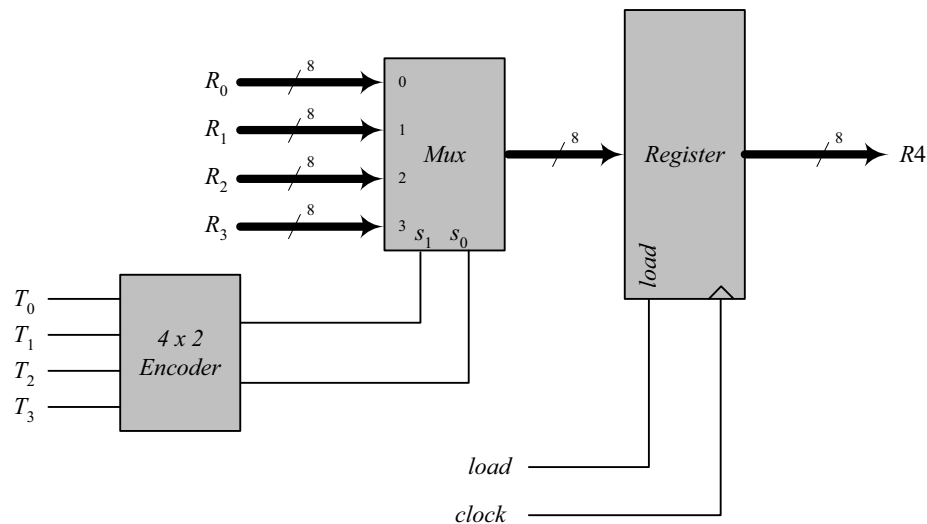 R0
8
0
R1
8
1
R2
8
2
R3
8
3
Mux
s1
s0
8
Register
load
8
R4
T0
T1
T2
T3
4 x 2
Encoder
load
clock